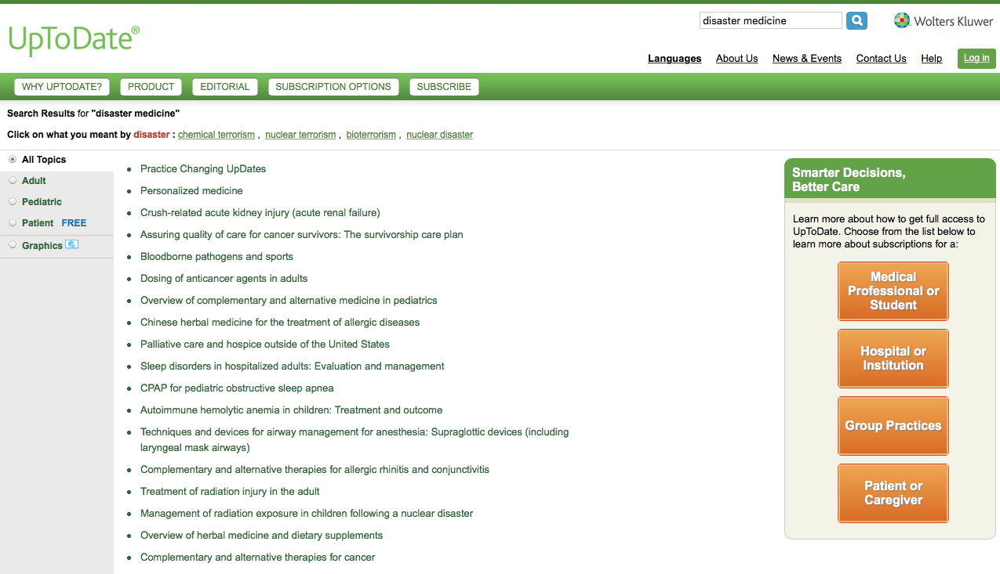 UpToDate®
disaster medicine
Wolters Kluwer
Languages About Us News & Events Contact Us Help Log in
WHY UPTODATE? PRODUCT EDITORIAL SUBSCRIPTION OPTIONS SUBSCRIBE
Search Results for "disaster medicine"
Click on what you meant by disaster : chemical terrorism , nuclear terrorism , bioterrorism , nuclear disaster
All Topics
Adult
Pediatric
Patient FREE
Graphics
Practice Changing UpDates
Personalized medicine
Crush-related acute kidney injury (acute renal failure)
Assuring quality of care for cancer survivors: The survivorship care plan
Bloodborne pathogens and sports
Dosing of anticancer agents in adults
Overview of complementary and alternative medicine in pediatrics
Chinese herbal medicine for the treatment of allergic diseases
Palliative care and hospice outside of the United States
Sleep disorders in hospitalized adults: Evaluation and management
CPAP for pediatric obstructive sleep apnea
Autoimmune hemolytic anemia in children: Treatment and outcome
Techniques and devices for airway management for anesthesia: Supraglottic devices (including
laryngeal mask airways)
Complementary and alternative therapies for allergic rhinitis and conjunctivitis
Treatment of radiation injury in the adult
Management of radiation exposure in children following a nuclear disaster
Overview of herbal medicine and dietary supplements
Complementary and alternative therapies for cancer
Smarter Decisions,
Better Care
Learn more about how to get full access to
UpToDate. Choose from the list below to
learn more about subscriptions for a:
Medical
Professional or
Student
Hospital or
Institution
Group Practices
Patient or
Caregiver